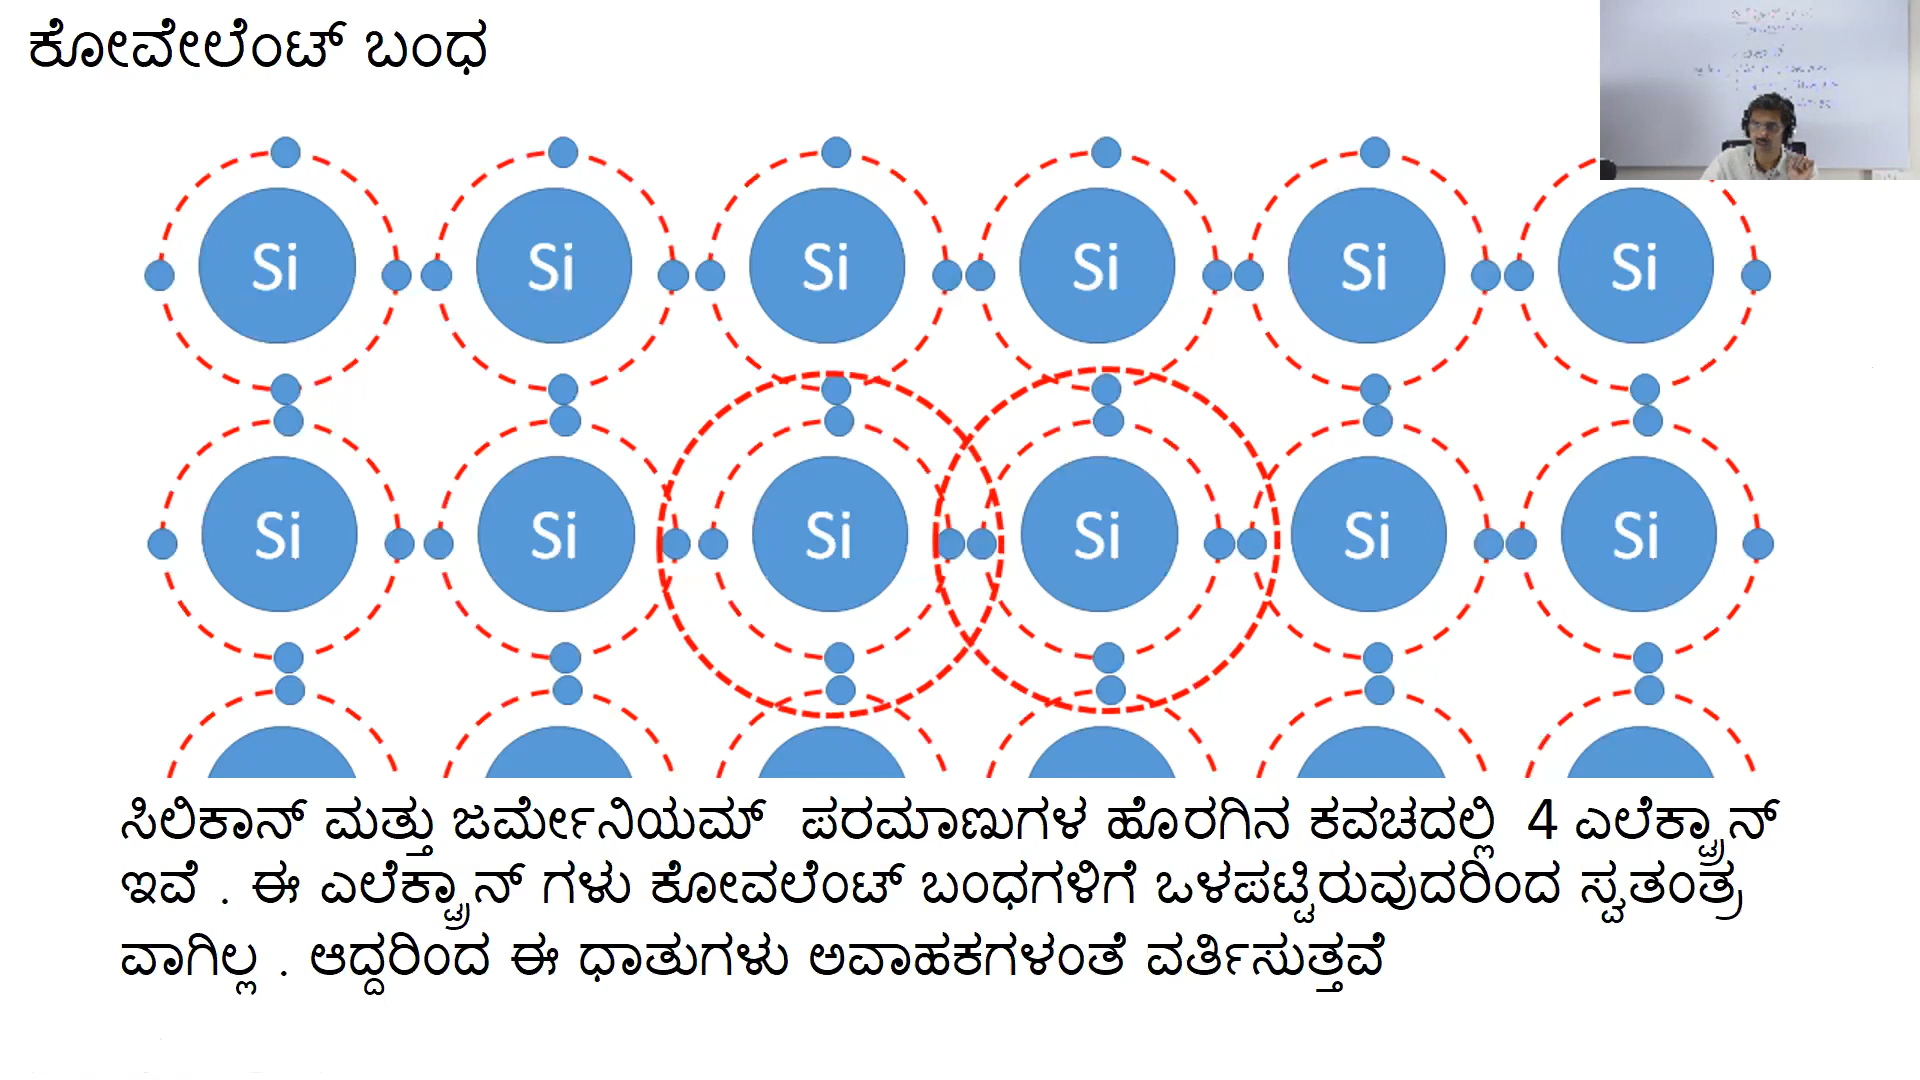 ಕೋವೇಲೆಂಟ್ ಬಂಧ
Si Si Si Si Si Si
Si Si Si Si Si Si
ಸಿಲಿಕಾನ್ ಮತ್ತು ಜರ್ಮೇನಿಯಮ್ ಪರಮಾಣುಗಳ ಹೊರಗಿನ ಕವಚದಲ್ಲಿ 4 ಎಲೆಕ್ಟ್ರಾನ್
ಇವೆ . ಈ ಎಲೆಕ್ಟ್ರಾನ್ ಗಳು ಕೋವಲೆಂಟ್ ಬಂಧಗಳಿಗೆ ಒಳಪಟ್ಟಿರುವುದರಿಂದ ಸ್ವತಂತ್ರ
ವಾಗಿಲ್ಲ . ಆದ್ದರಿಂದ ಈ ಧಾತುಗಳು ಅವಾಹಕಗಳಂತೆ ವರ್ತಿಸುತ್ತವೆ